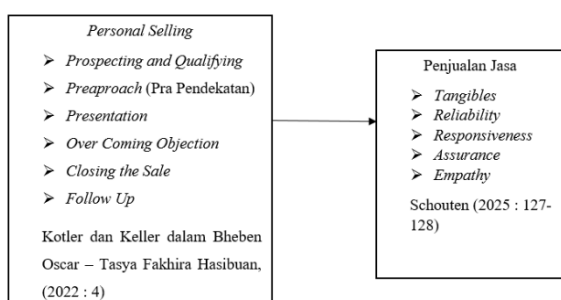 Personal Selling
➤ Prospecting and Qualifying
➤ Preaproach (Pra Pendekatan)
➤ Presentation
➤ Over Coming Objection
➤ Closing the Sale
➤ Follow Up
Kotler dan Keller dalam Bheben
Oscar – Tasya Fakhira Hasibuan,
(2022 : 4)
Penjualan Jasa
➤ Tangibles
➤ Reliability
➤ Responsiveness
➤ Assurance
➤ Empathy
Schouten (2025 : 127-
128)